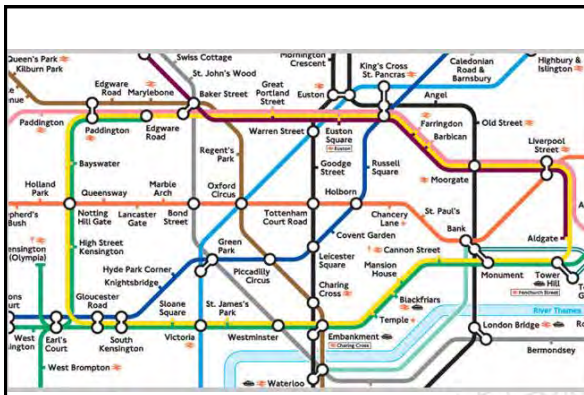 Queen's Park
Kilburn Park
Swiss Cottage
St. John's Wood
Mornington
Crescent
King's Cross
St. Pancras
Caledonian
Road &
Barnsbury
Highbury &
Islington
Edgware
Road
Marylebone
Baker Street
Great
Portland
Street
Euston
Angel
Old Street
Liverpool
Street
Paddington
Paddington
Edgware
Road
Warren Street
Euston
Square
Euston
Farringdon
Barbican
Bayswater
Regent's
Park
Goodge
Street
Russell
Square
Moorgate
Holland
Park
Queensway
Marble
Arch
Oxford
Circus
Holborn
Chancery
Lane
St. Paul's
Bank
Notting
Hill Gate
Lancaster
Gate
Bond
Street
Tottenham
Court Road
Covent Garden
Aldgate
High Street
Kensington
Green
Park
Leicester
Square
Cannon Street
Mansion
House
Monument
Tower
Hill
Fenchurch Street
Hyde Park Corner
Knightsbridge
Piccadilly
Circus
Charing
Cross
Blackfriars
Gloucester
Road
Sloane
Square
St. James's
Park
Temple
River Thames
Earl's
Court
South
Kensington
Victoria
Westminster
Embankment
Charing Cross
London Bridge
Bermondsey
West Brompton
Waterloo
(Olympia)